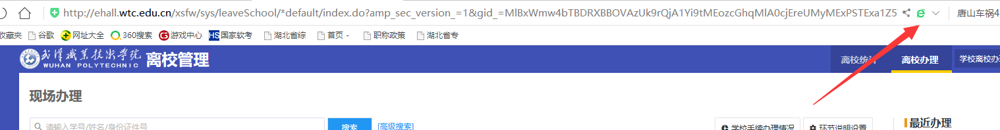 http://ehall.wtc.edu.cn/xsfw/sys/leaveSchool/*default/index.do?amp_sec_version_=1&gid_=MlBxWmw4bTBDRXBBOVAzUk9rQjA1Yi9tMEozcGhqMlA0cjEreUMyMExPSTExa1Z5 唐山车祸4
收藏夹 谷歌 网址大全 360搜索 游戏中心 HS 国家软考 湖北省综 首页 - 职称政策 湖北省专
武汉职业技术学院 离校管理 离校统计 离校办理 学校离校办
WUHAN POLYTECHNIC
现场办理
请输入学号/姓名/身份证件号 搜索 [高级搜索] 学校手续办理情况 环节说明设置 最近办理